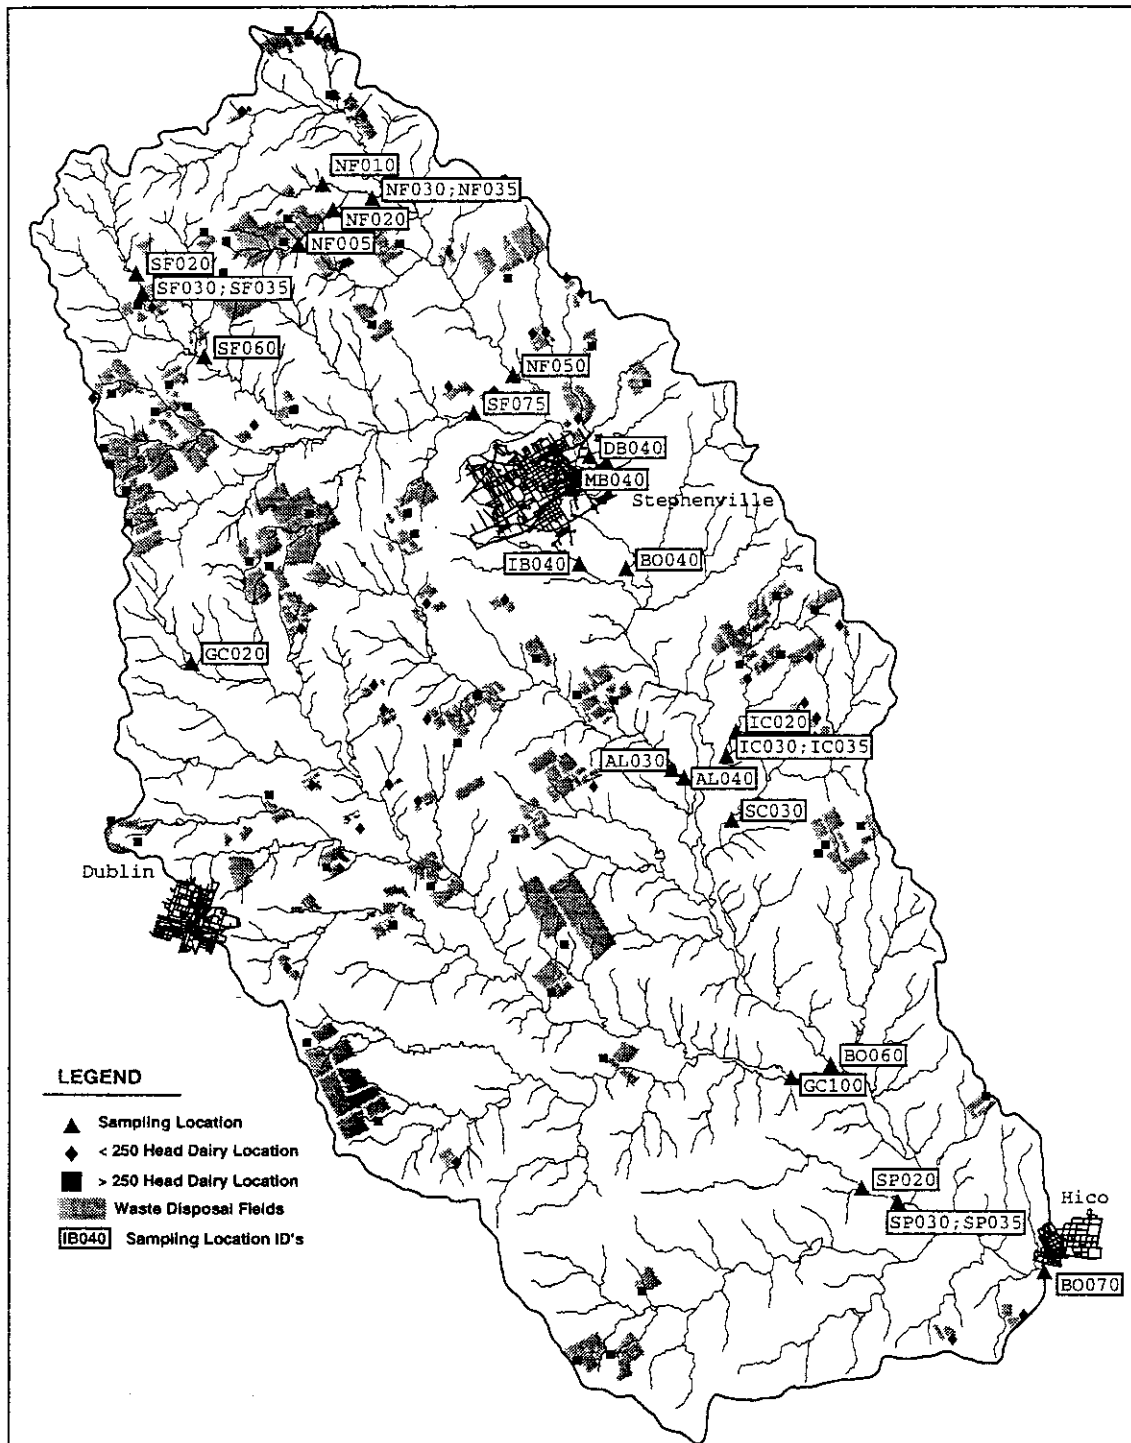 NF010
NF030;NF035
NF020
NF005
SF020
SF030;SF035
SF060
NF050
SF075
DB040
MB040
Stephenville
IB040
BO040
GC020
IC020
IC030;IC035
AL030
AL040
SC030
Dublin
BO060
GC100
SP020
SP030;SP035
Hico
BO070
LEGEND
Sampling Location
< 250 Head Dairy Location
> 250 Head Dairy Location
Waste Disposal Fields
IB040 Sampling Location ID's